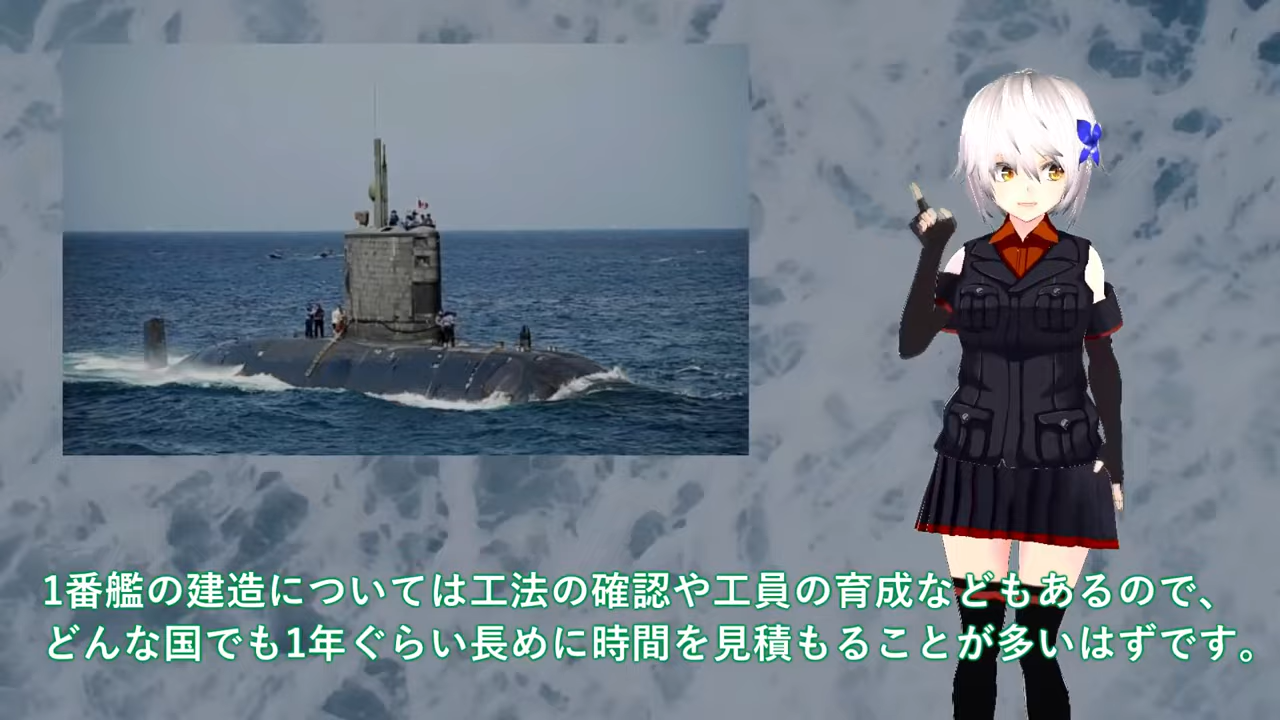 1番艦の建造については工法の確認や工員の育成などもあるので、
どんな国でも1年ぐらい長めに時間を見積もることが多いはずです。